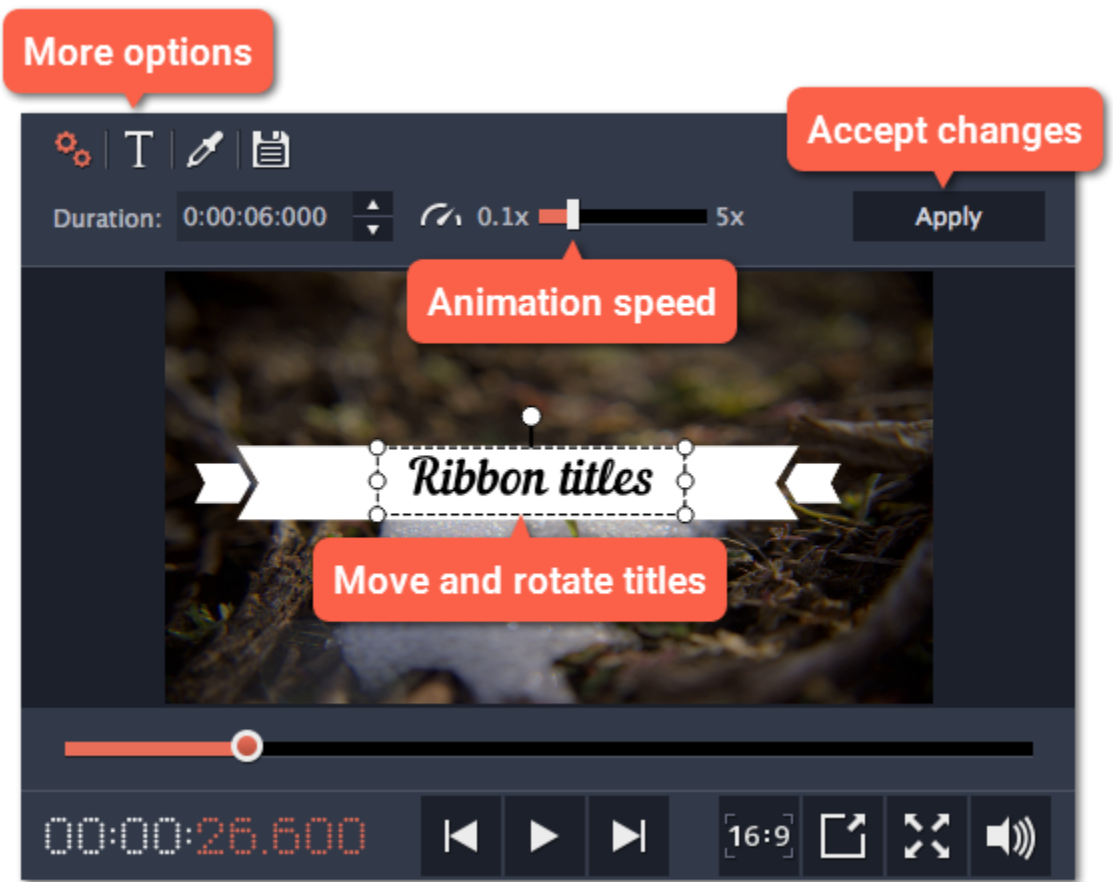 More options
Accept changes
T
Duration: 0:00:06:000 0.1x 5x Apply
Animation speed
Ribbon titles
Move and rotate titles
00:00:26.600 16:9